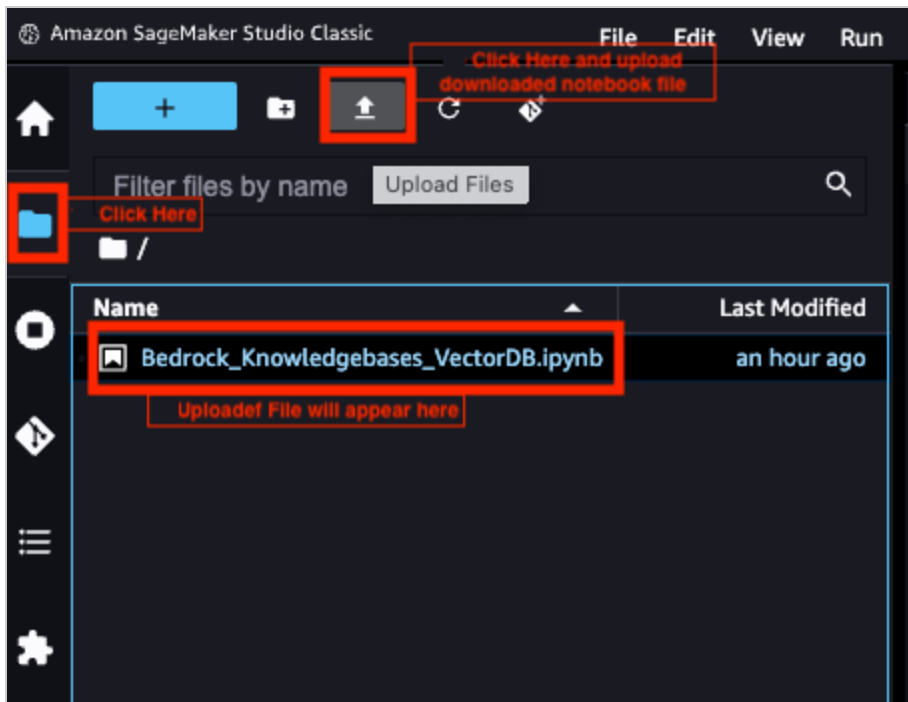 Amazon SageMaker Studio Classic
File Edit View Run
Click Here and upload
downloaded notebook file
+
Filter files by name
Upload Files
Click Here
/
Name
Last Modified
Bedrock_Knowledgebases_VectorDB.ipynb
an hour ago
Uploadef File will appear here